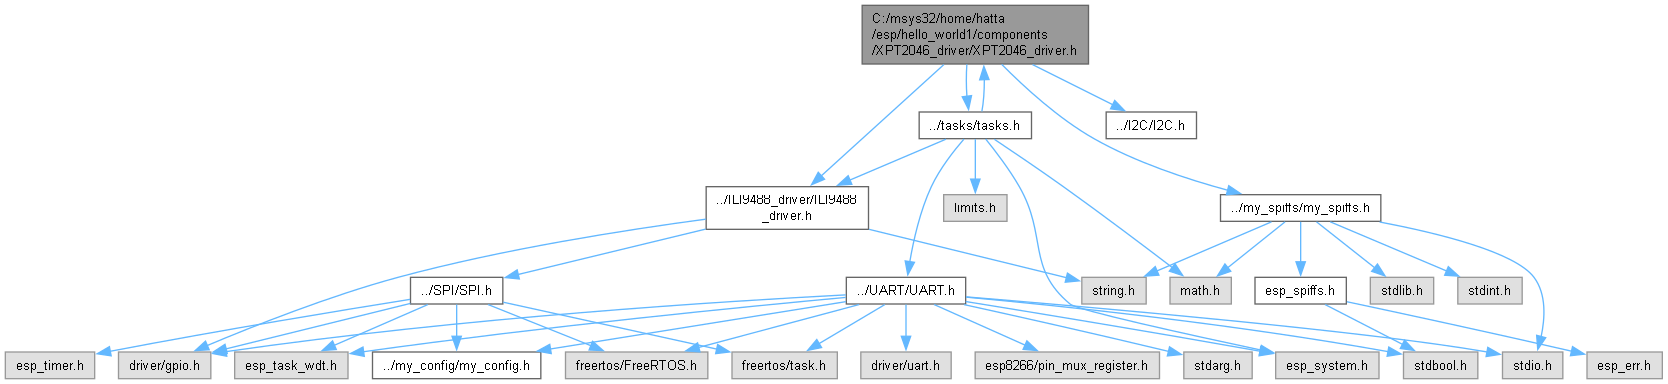 C:/msys32/home/hatta
/esp/hello_world1/components
/XPT2046_driver/XPT2046_driver.h
../tasks/tasks.h
../I2C/I2C.h
../ILI9488_driver/ILI9488
_driver.h
limits.h
../my_spiffs/my_spiffs.h
../SPI/SPI.h
../UART/UART.h
string.h
math.h
esp_spiffs.h
stdlib.h
stdint.h
esp_timer.h
driver/gpio.h
esp_task_wdt.h
../my_config/my_config.h
freertos/FreeRTOS.h
freertos/task.h
driver/uart.h
esp8266/pin_mux_register.h
stdarg.h
esp_system.h
stdbool.h
stdio.h
esp_err.h